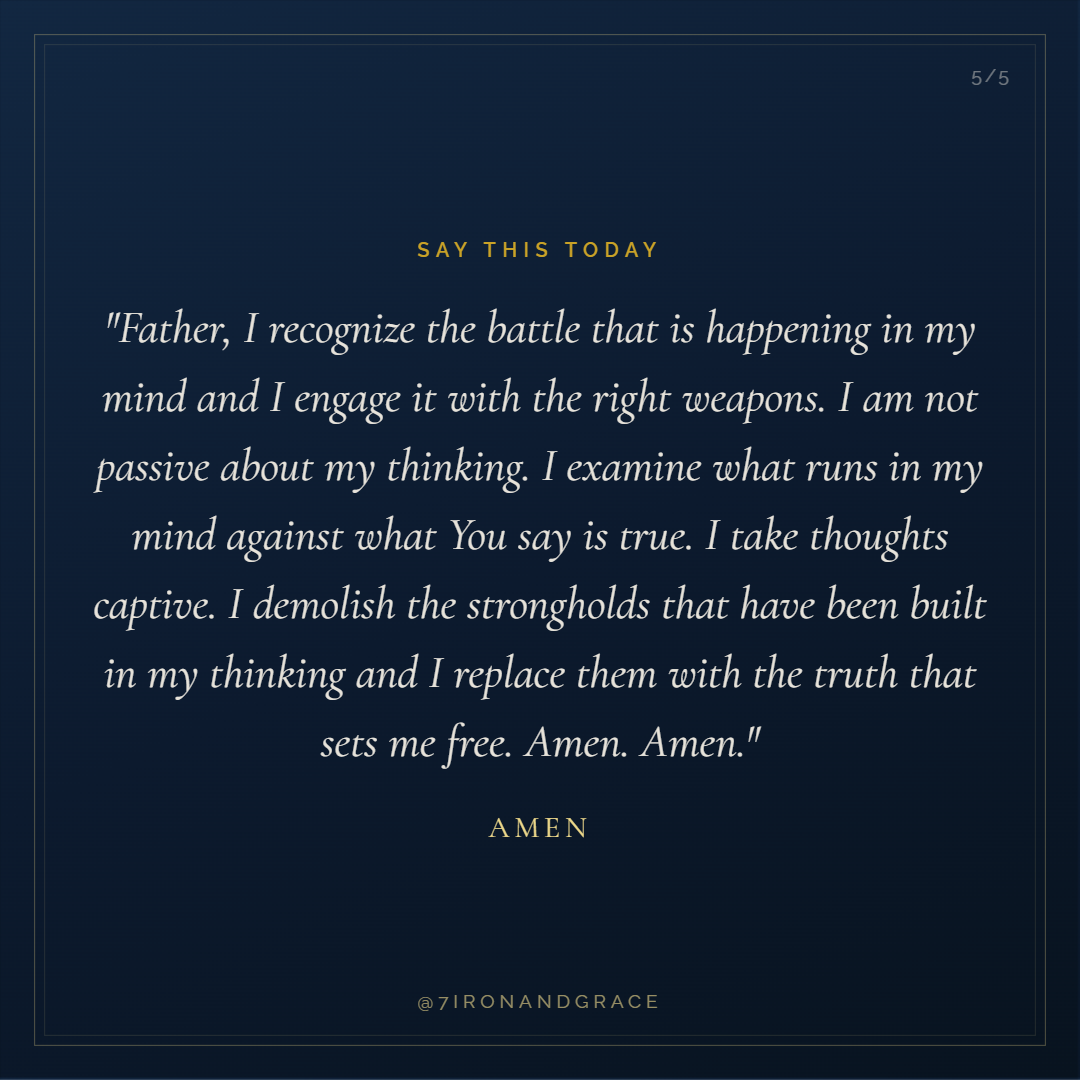 5/5
SAY THIS TODAY
"Father, I recognize the battle that is happening in my
mind and I engage it with the right weapons. I am not
passive about my thinking. I examine what runs in my
mind against what You say is true. I take thoughts
captive. I demolish the strongholds that have been built
in my thinking and I replace them with the truth that
sets me free. Amen. Amen."
AMEN
@7IRONANDGRACE